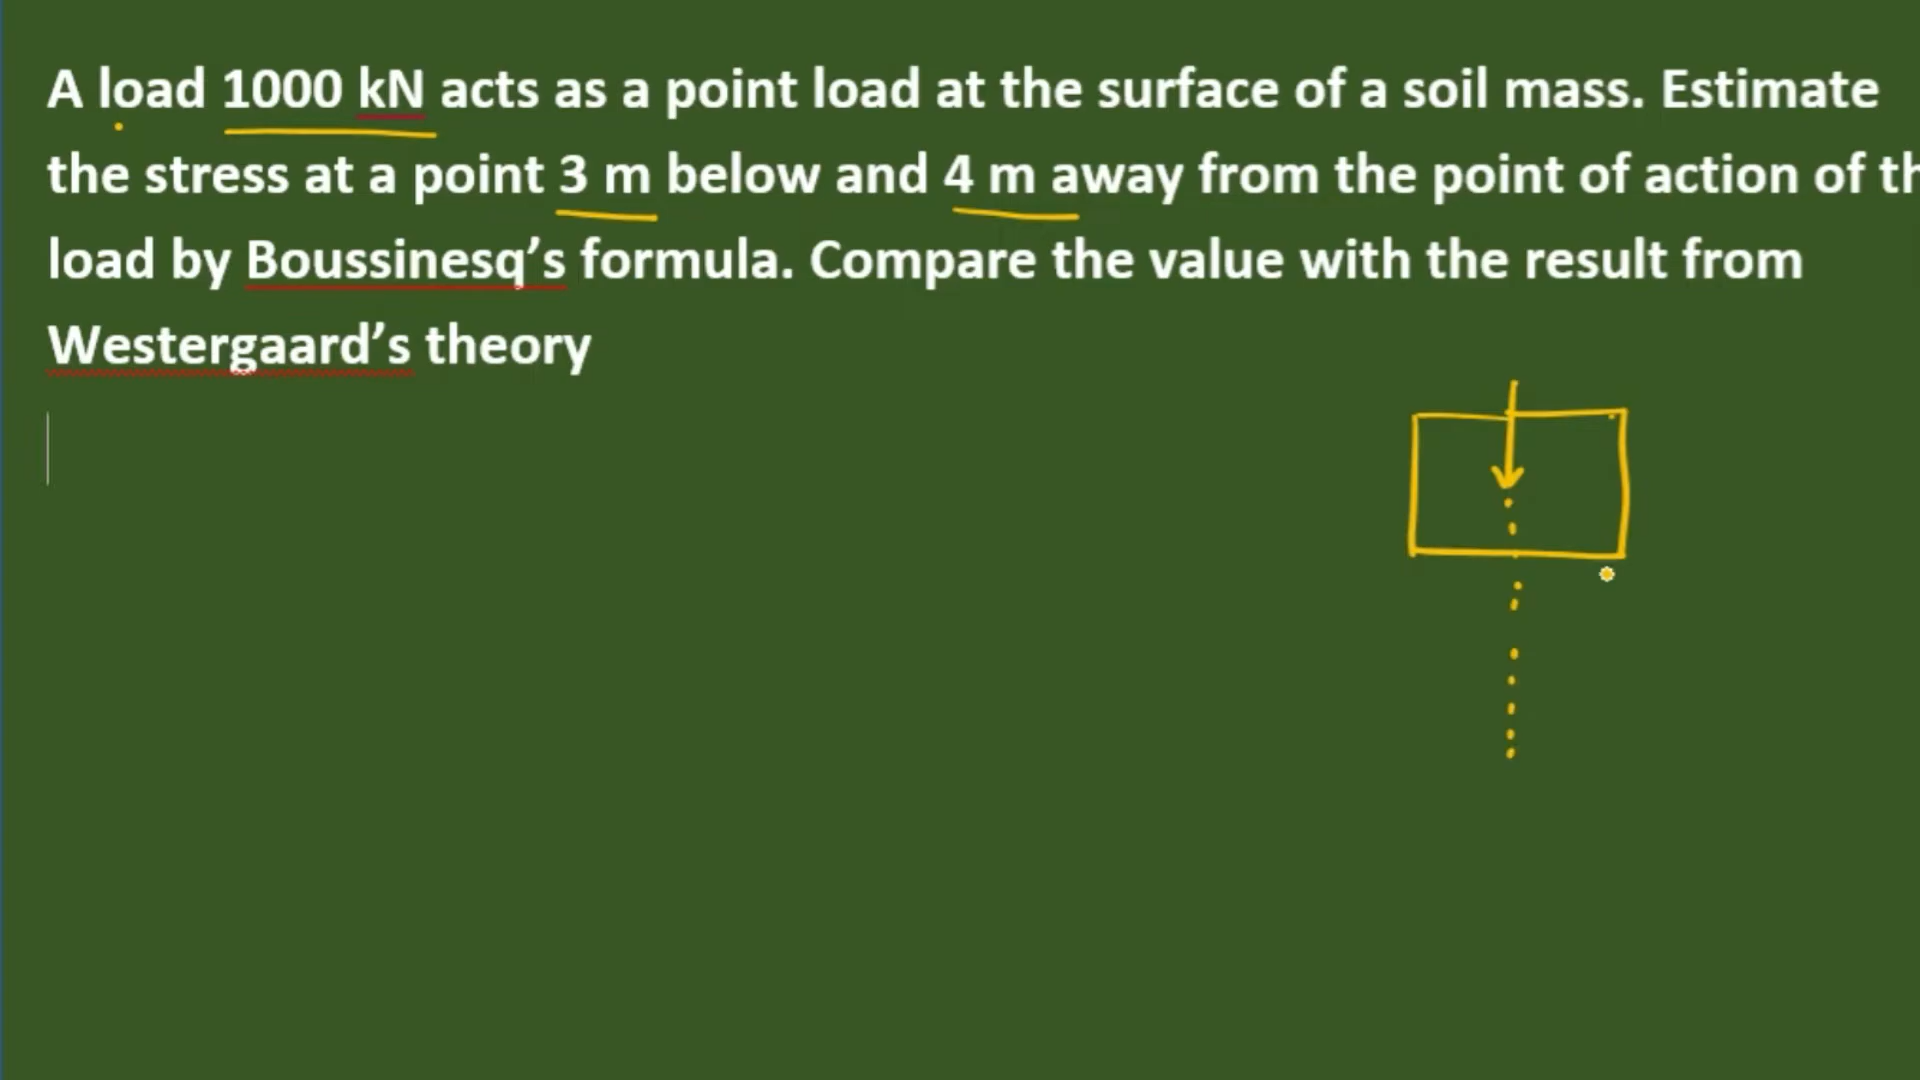 A load 1000 kN acts as a point load at the surface of a soil mass. Estimate
the stress at a point 3 m below and 4 m away from the point of action of th
load by Boussinesq’s formula. Compare the value with the result from
Westergaard’s theory